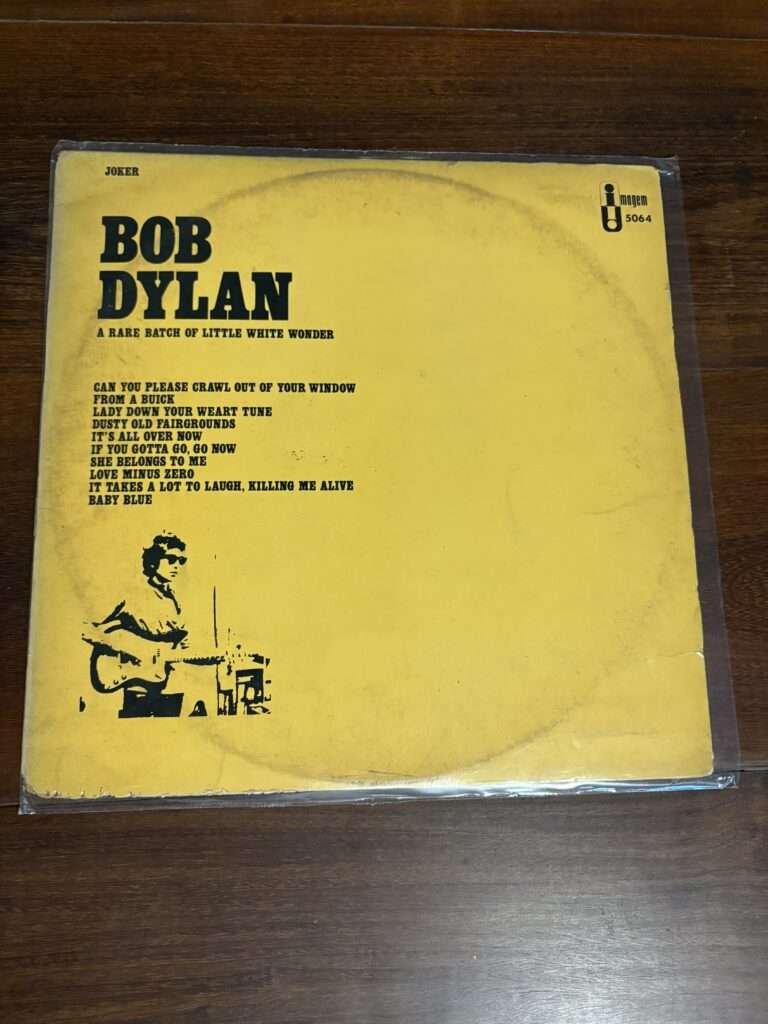 JOKER
imagem
5064
BOB
DYLAN
A RARE BATCH OF LITTLE WHITE WONDER
CAN YOU PLEASE CRAWL OUT OF YOUR WINDOW
FROM A BUICK
LADY DOWN YOUR WEART TUNE
DUSTY OLD FAIRGROUNDS
IT'S ALL OVER NOW
IF YOU GOTTA GO, GO NOW
SHE BELONGS TO ME
LOVE MINUS ZERO
IT TAKES A LOT TO LAUGH, KILLING ME ALIVE
BABY BLUE